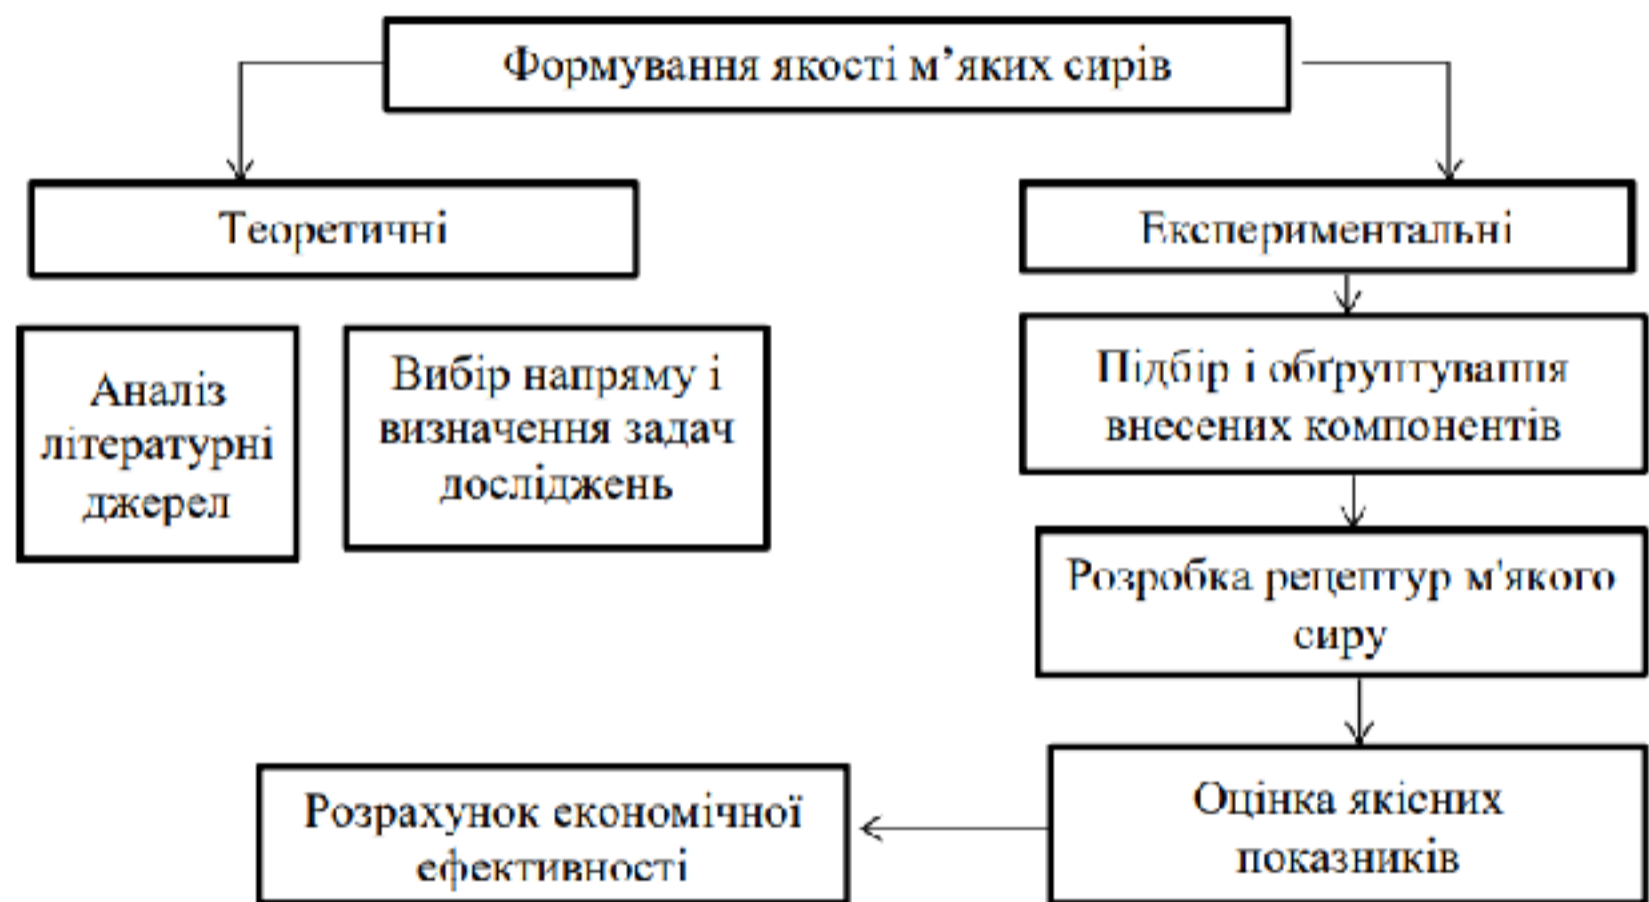 Формування якості м’яких сирів
Теоретичні
Експериментальні
Аналіз
літературні
джерел
Вибір напряму і
визначення задач
досліджень
Підбір і обґрунтування
внесених компонентів
Розробка рецептур м'якого
сиру
Оцінка якісних
показників
Розрахунок економічної
ефективності